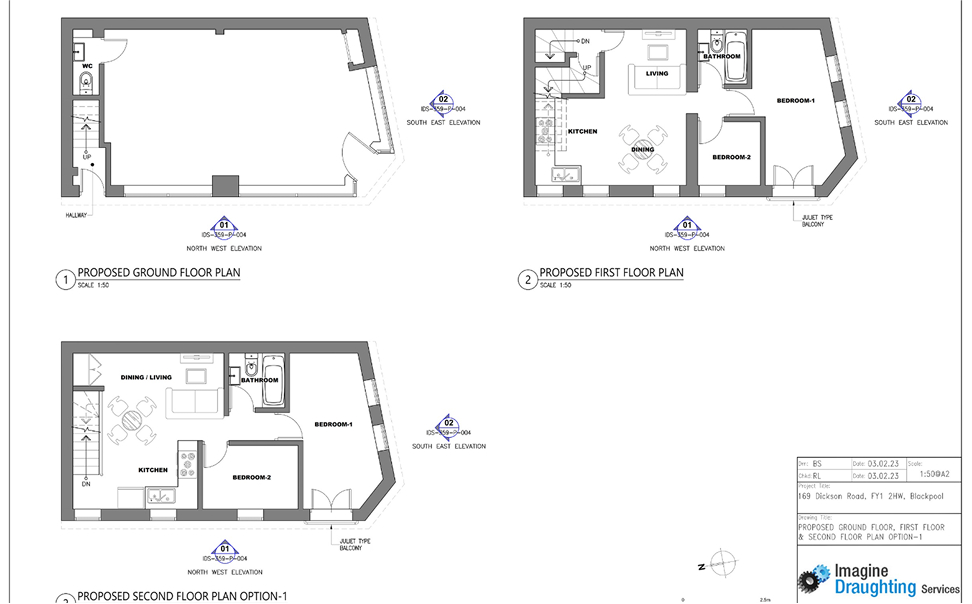 WC
UP
HALLWAY
02
IDS-359-P-004
SOUTH EAST ELEVATION
01
IDS-359-P-004
NORTH WEST ELEVATION
1
PROPOSED GROUND FLOOR PLAN
SCALE 1:50
DN
UP
LIVING
BATHROOM
BEDROOM-1
KITCHEN
DINING
BEDROOM-2
02
IDS-359-P-004
SOUTH EAST ELEVATION
JULIET TYPE
BALCONY
01
IDS-359-P-004
NORTH WEST ELEVATION
2
PROPOSED FIRST FLOOR PLAN
SCALE 1:50
DINING / LIVING
BATHROOM
BEDROOM-1
KITCHEN
BEDROOM-2
DN
02
IDS-359-P-004
SOUTH EAST ELEVATION
JULIET TYPE
BALCONY
01
IDS-359-P-004
NORTH WEST ELEVATION
PROPOSED SECOND FLOOR PLAN OPTION-1
Z
0
2.5m
Drn: BS Date: 03.02.23 Scale:
Chkd: RL Date: 03.02.23 1:50@A2
Project Title:
169 Dickson Road, FY1 2HW, Blackpool
Drawing Title:
PROPOSED GROUND FLOOR, FIRST FLOOR
& SECOND FLOOR PLAN OPTION-1
Imagine
Draughting Services